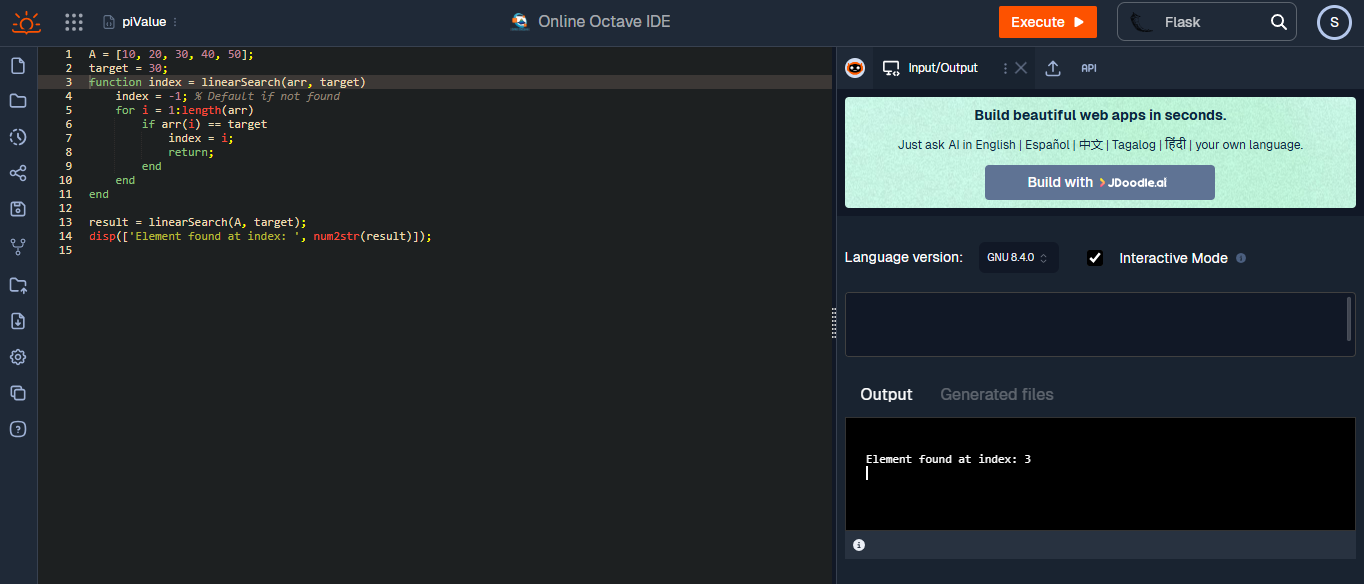 piValue
Online Octave IDE
Execute
Flask
S
1 A = [10, 20, 30, 40, 50];
2 target = 30;
3 function index = linearSearch(arr, target)
4     index = -1; % Default if not found
5     for i = 1:length(arr)
6         if arr(i) == target
7             index = i;
8             return;
9         end
10     end
11 end
12
13 result = linearSearch(A, target);
14 disp(['Element found at index: ', num2str(result)]);
15
Input/Output
API
Build beautiful web apps in seconds.
Just ask AI in English | Español | 中文 | Tagalog | हिंदी | your own language.
Build with JDoodle.ai
Language version:
GNU 8.4.0
Interactive Mode
Output
Generated files
Element found at index: 3